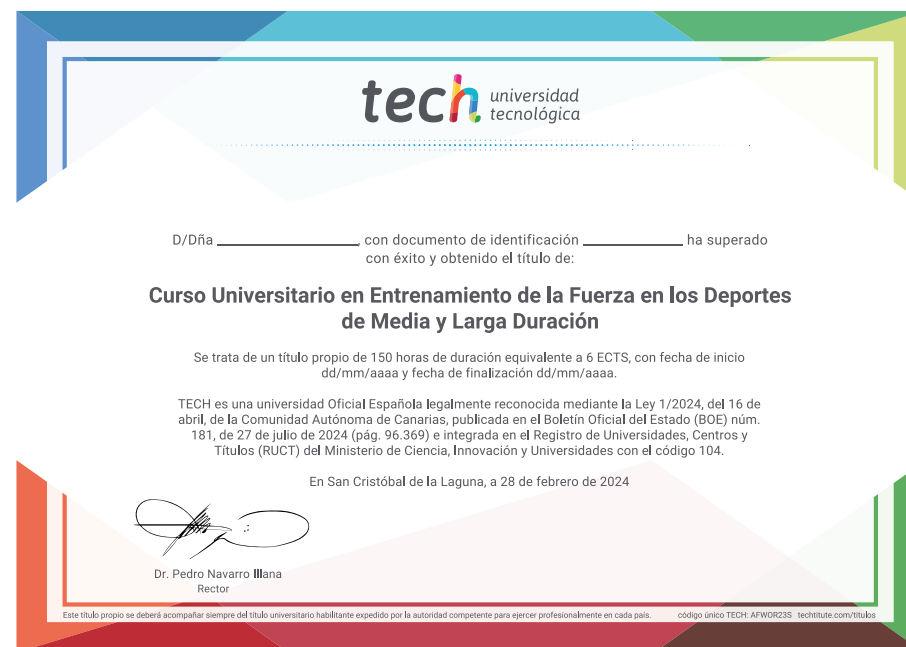 tech universidad
tecnológica
D/Dña ____________________, con documento de identificación ______________ ha superado
con éxito y obtenido el título de:
Curso Universitario en Entrenamiento de la Fuerza en los Deportes
de Media y Larga Duración
Se trata de un título propio de 150 horas de duración equivalente a 6 ECTS, con fecha de inicio
dd/mm/aaaa y fecha de finalización dd/mm/aaaa.
TECH es una universidad Oficial Española legalmente reconocida mediante la Ley 1/2024, del 16 de
abril, de la Comunidad Autónoma de Canarias, publicada en el Boletín Oficial del Estado (BOE) núm.
181, de 27 de julio de 2024 (pág. 96.369) e integrada en el Registro de Universidades, Centros y
Títulos (RUCT) del Ministerio de Ciencia, Innovación y Universidades con el código 104.
En San Cristóbal de la Laguna, a 28 de febrero de 2024
Dr. Pedro Navarro Illana
Rector
Este título propio se deberá acompañar siempre del título universitario habilitante expedido por la autoridad competente para ejercer profesionalmente en cada país. código único TECH: AFWOR23S techtitute.com/titulos